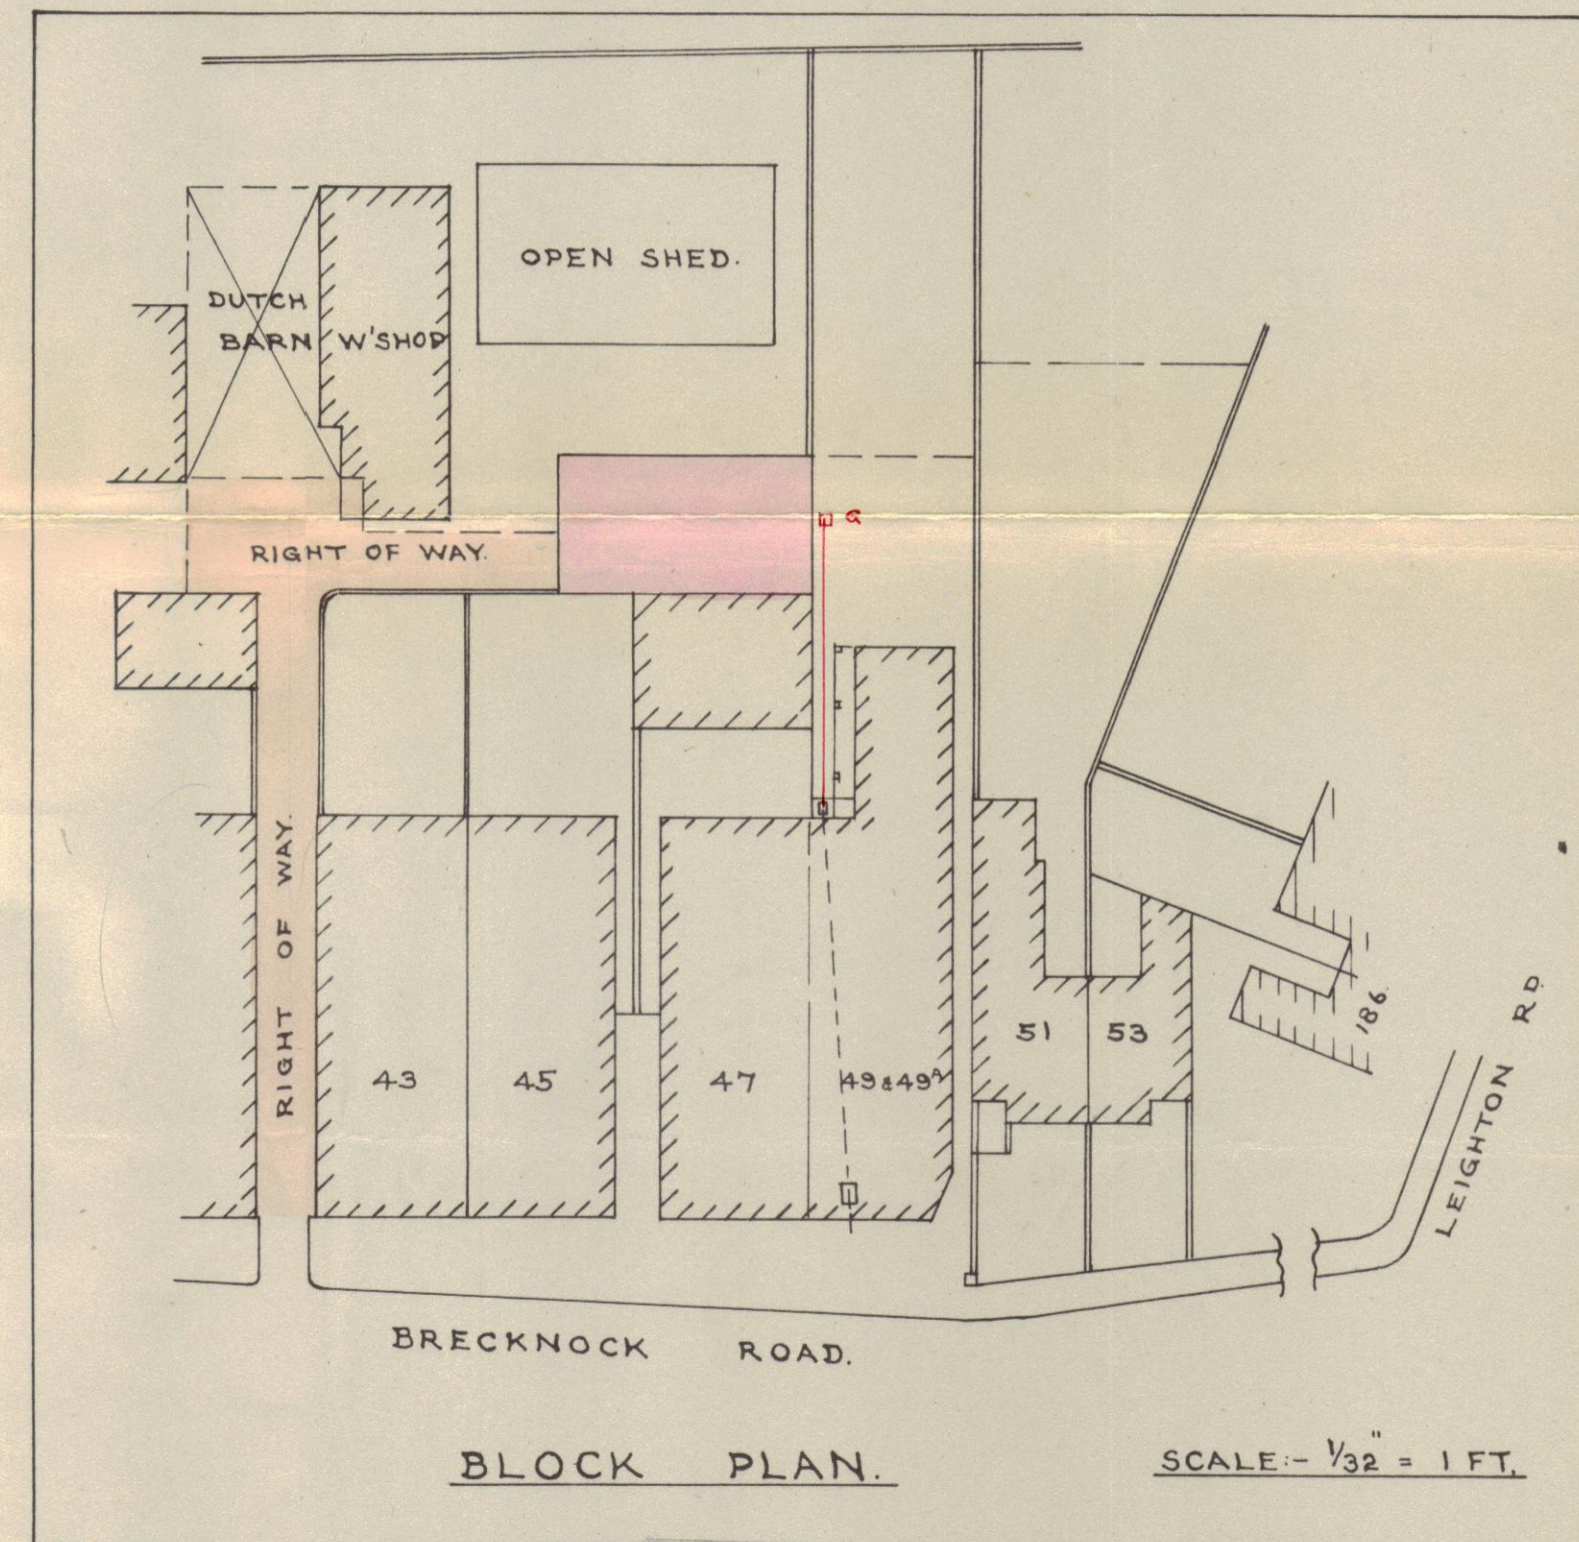 OPEN SHED.
DUTCH
BARN
W'SHOP
G
RIGHT OF WAY.
RIGHT OF WAY.
43
45
47
49 & 49A
51
53
186.
LEIGHTON RD
BRECKNOCK ROAD.
BLOCK PLAN.
SCALE:- 1/32" = 1 FT.